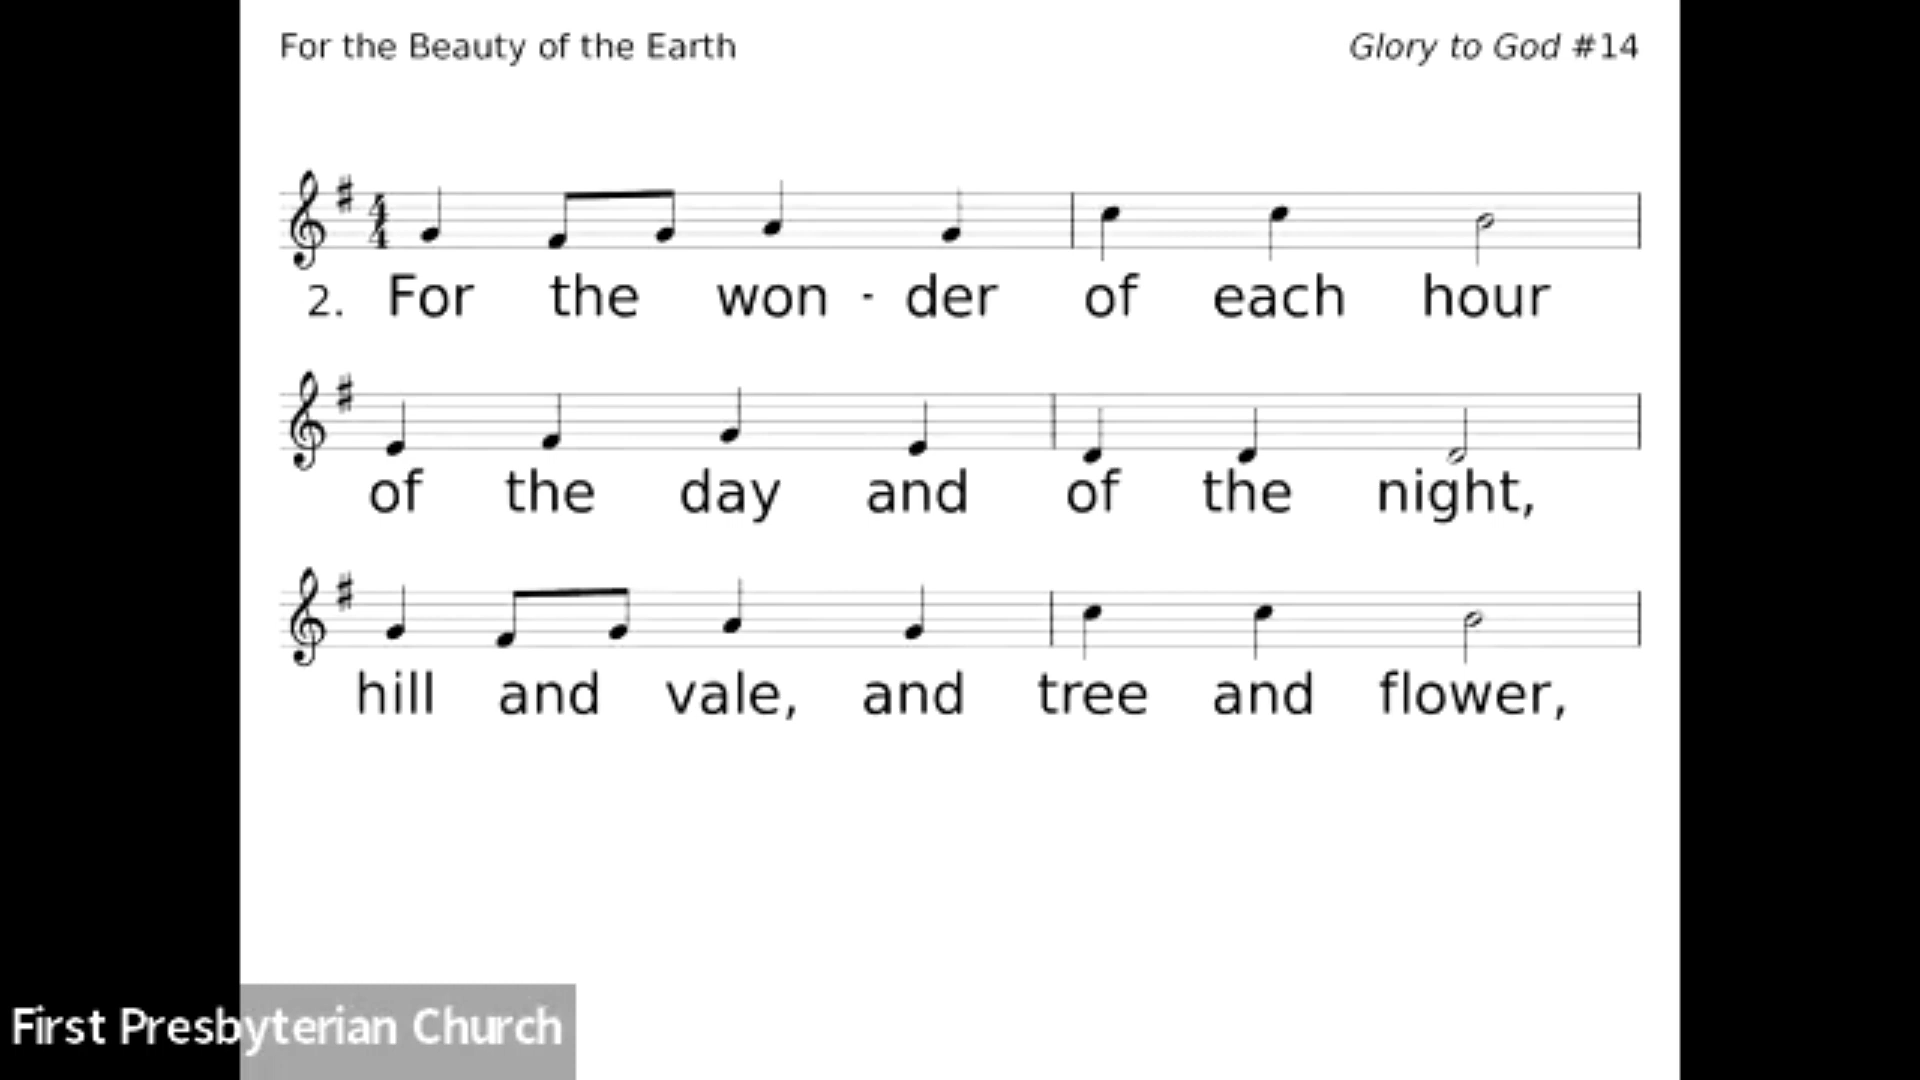 For the Beauty of the Earth
Glory to God #14
2. For the won - der of each hour
of the day and of the night,
hill and vale, and tree and flower,
First Presbyterian Church